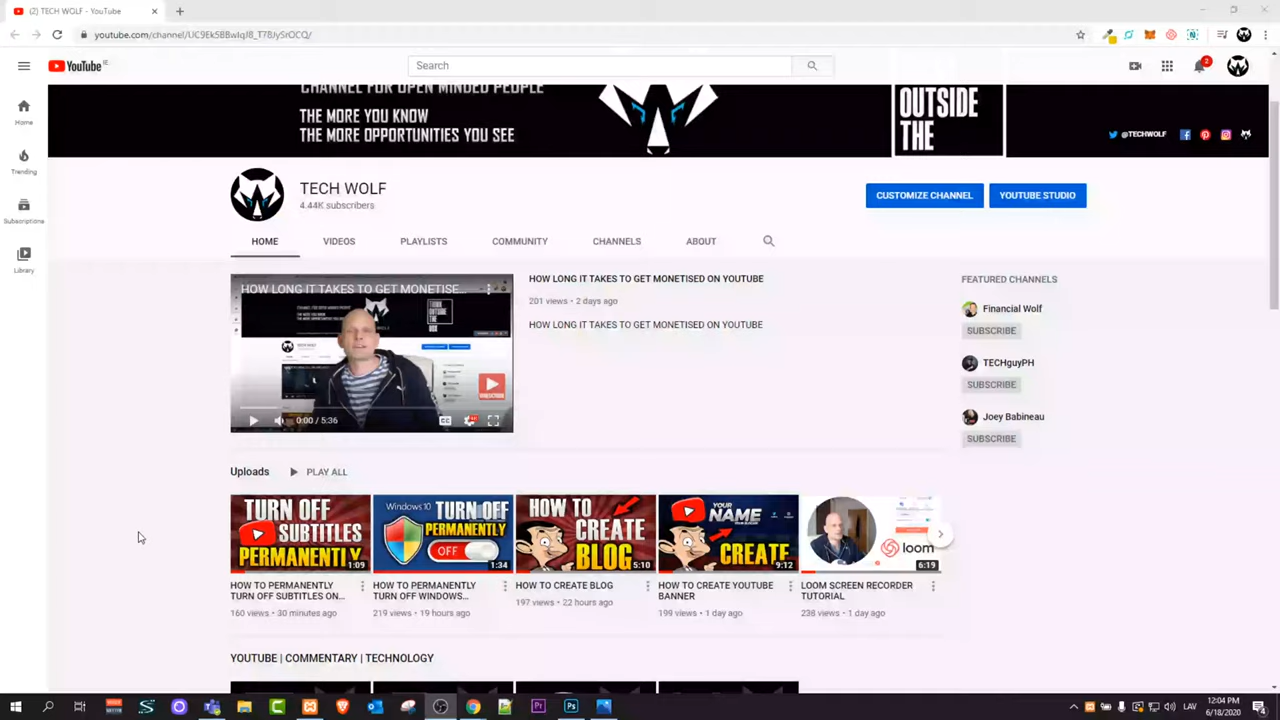 (2) TECH WOLF - YouTube
youtube.com/channel/UC9Ek5BBwIqJ8_T78JySrOCQ/
YouTube IE
Search
2
Home
Trending
Subscriptions
Library
CHANNEL FOR OPEN MINDED PEOPLE
THE MORE YOU KNOW
THE MORE OPPORTUNITIES YOU SEE
OUTSIDE
THE
@TECHWOLF
TECH WOLF
4.44K subscribers
CUSTOMIZE CHANNEL
YOUTUBE STUDIO
HOME
VIDEOS
PLAYLISTS
COMMUNITY
CHANNELS
ABOUT
HOW LONG IT TAKES TO GET MONETISE...
0:00 / 5:36
CC
HOW LONG IT TAKES TO GET MONETISED ON YOUTUBE
201 views • 2 days ago
HOW LONG IT TAKES TO GET MONETISED ON YOUTUBE
FEATURED CHANNELS
Financial Wolf
SUBSCRIBE
TECHguyPH
SUBSCRIBE
Joey Babineau
SUBSCRIBE
Uploads
PLAY ALL
TURN OFF
SUBTITLES
PERMANENTLY
1:09
HOW TO PERMANENTLY
TURN OFF SUBTITLES ON...
160 views • 30 minutes ago
Windows 10 TURN OFF
PERMANENTLY
OFF
1:34
HOW TO PERMANENTLY
TURN OFF WINDOWS...
219 views • 19 hours ago
HOW TO
CREATE
BLOG
5:10
HOW TO CREATE BLOG
197 views • 22 hours ago
YOUR
NAME
CREATE
9:12
HOW TO CREATE YOUTUBE
BANNER
199 views • 1 day ago
loom
6:19
LOOM SCREEN RECORDER
TUTORIAL
238 views • 1 day ago
YOUTUBE | COMMENTARY | TECHNOLOGY
LAV
12:04 PM
6/18/2020
4